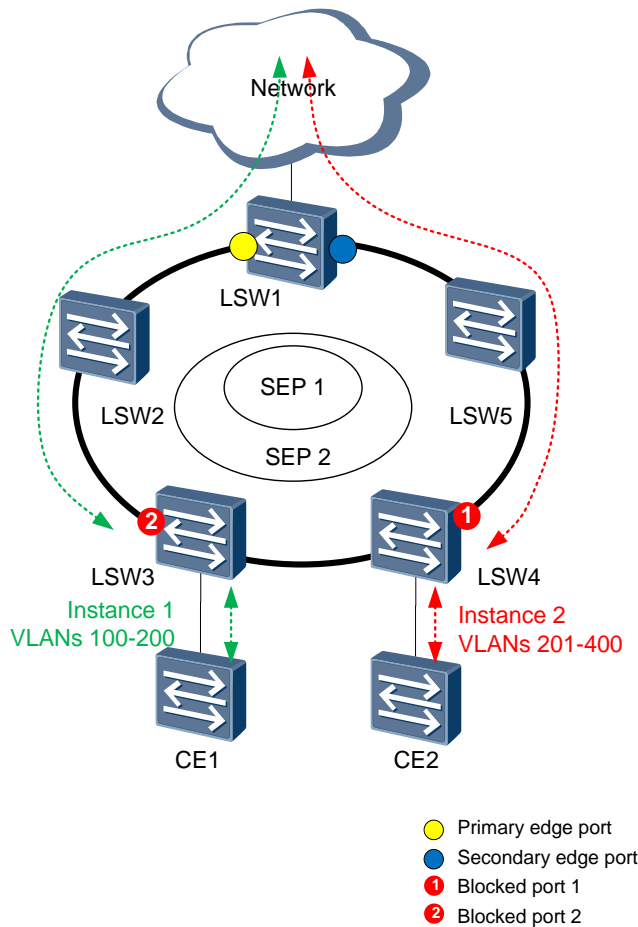 Network
LSW1
LSW2
LSW5
SEP 1
SEP 2
2
1
LSW3
LSW4
Instance 1
VLANs 100-200
Instance 2
VLANs 201-400
CE1
CE2
Primary edge port
Secondary edge port
1 Blocked port 1
2 Blocked port 2